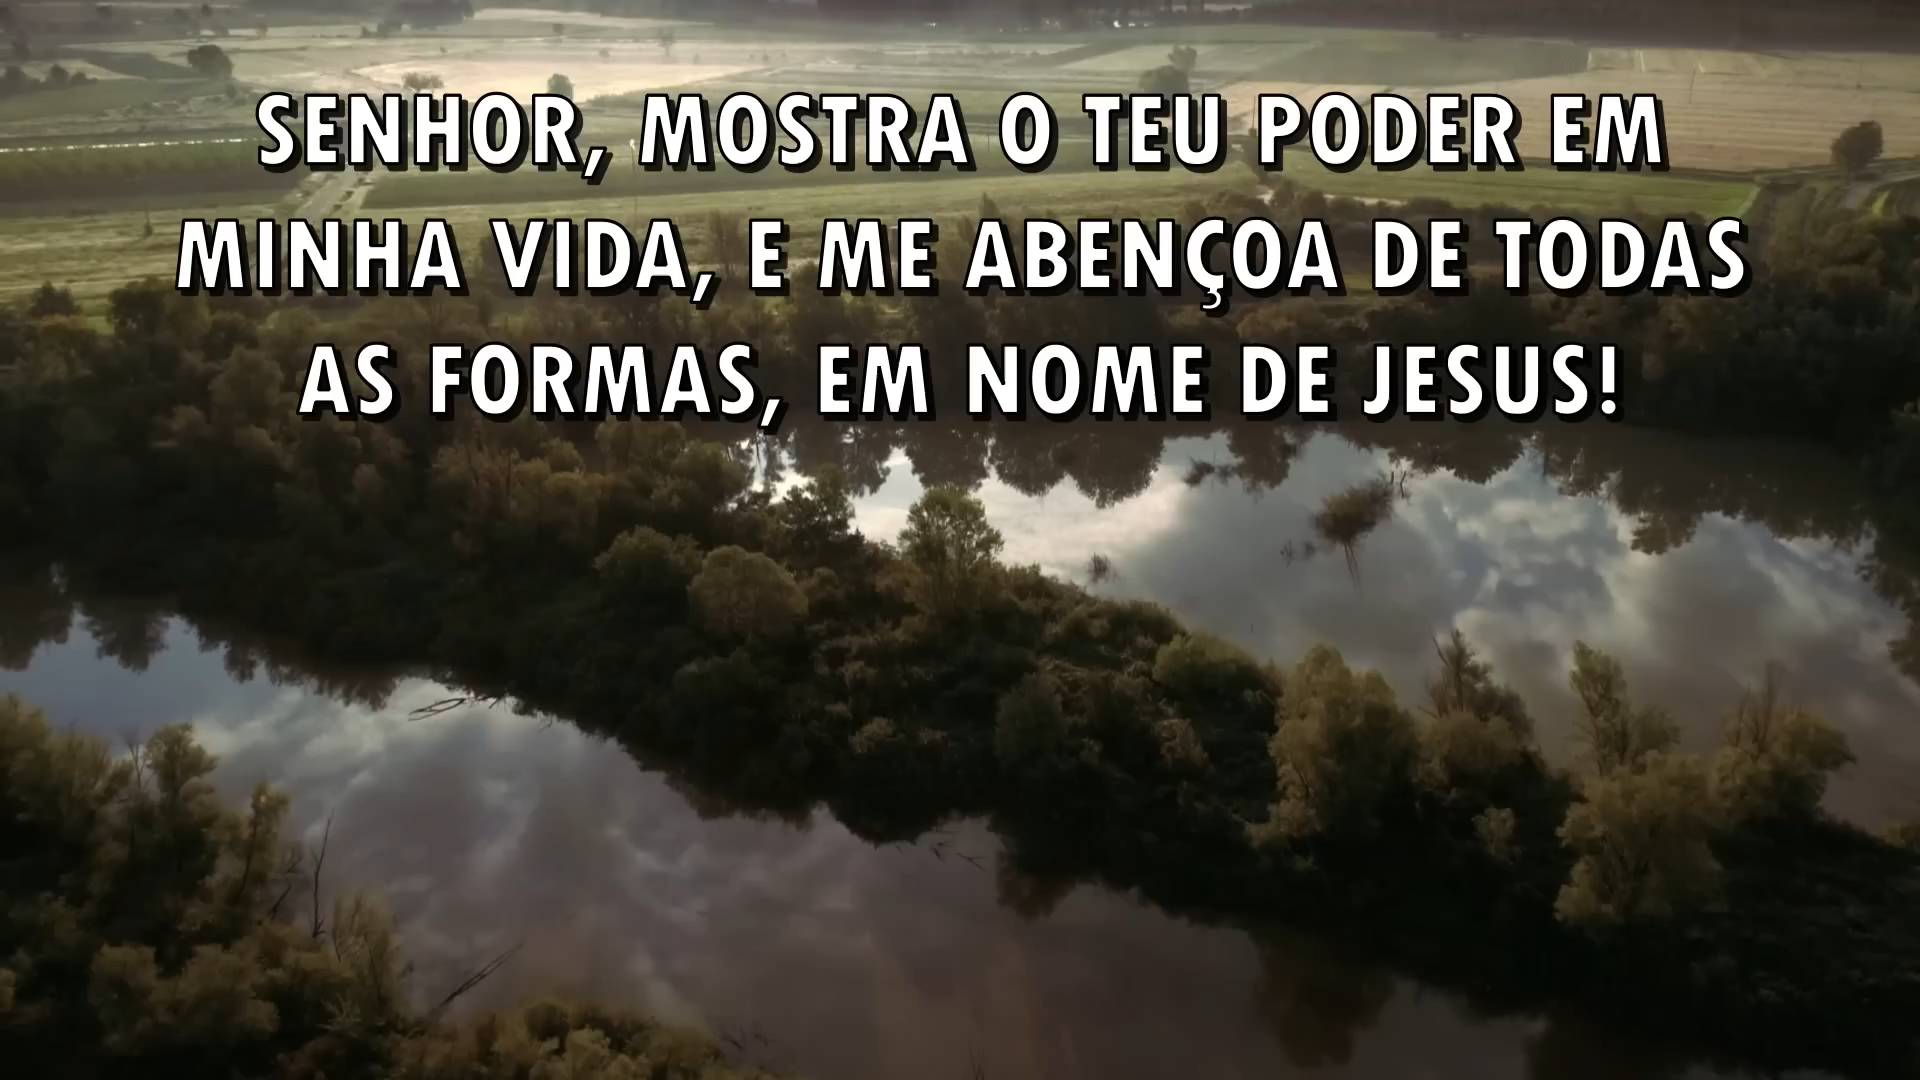 SENHOR, MOSTRA O TEU PODER EM
MINHA VIDA, E ME ABENÇOA DE TODAS
AS FORMAS, EM NOME DE JESUS!